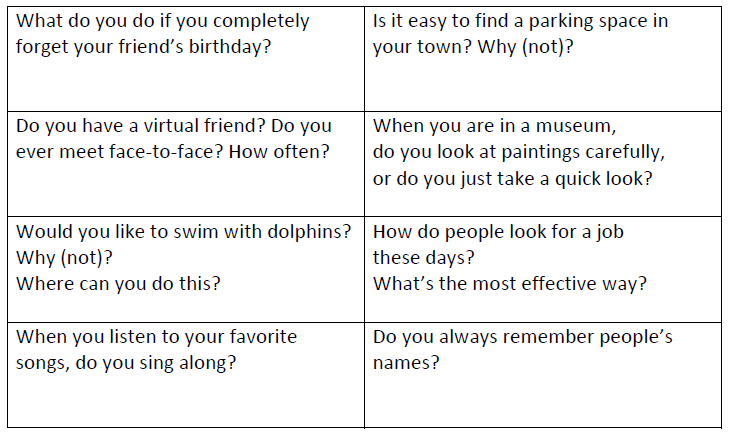 What do you do if you completely
forget your friend’s birthday?
Is it easy to find a parking space in
your town? Why (not)?
Do you have a virtual friend? Do you
ever meet face-to-face? How often?
When you are in a museum,
do you look at paintings carefully,
or do you just take a quick look?
Would you like to swim with dolphins?
Why (not)?
Where can you do this?
How do people look for a job
these days?
What’s the most effective way?
When you listen to your favorite
songs, do you sing along?
Do you always remember people’s
names?